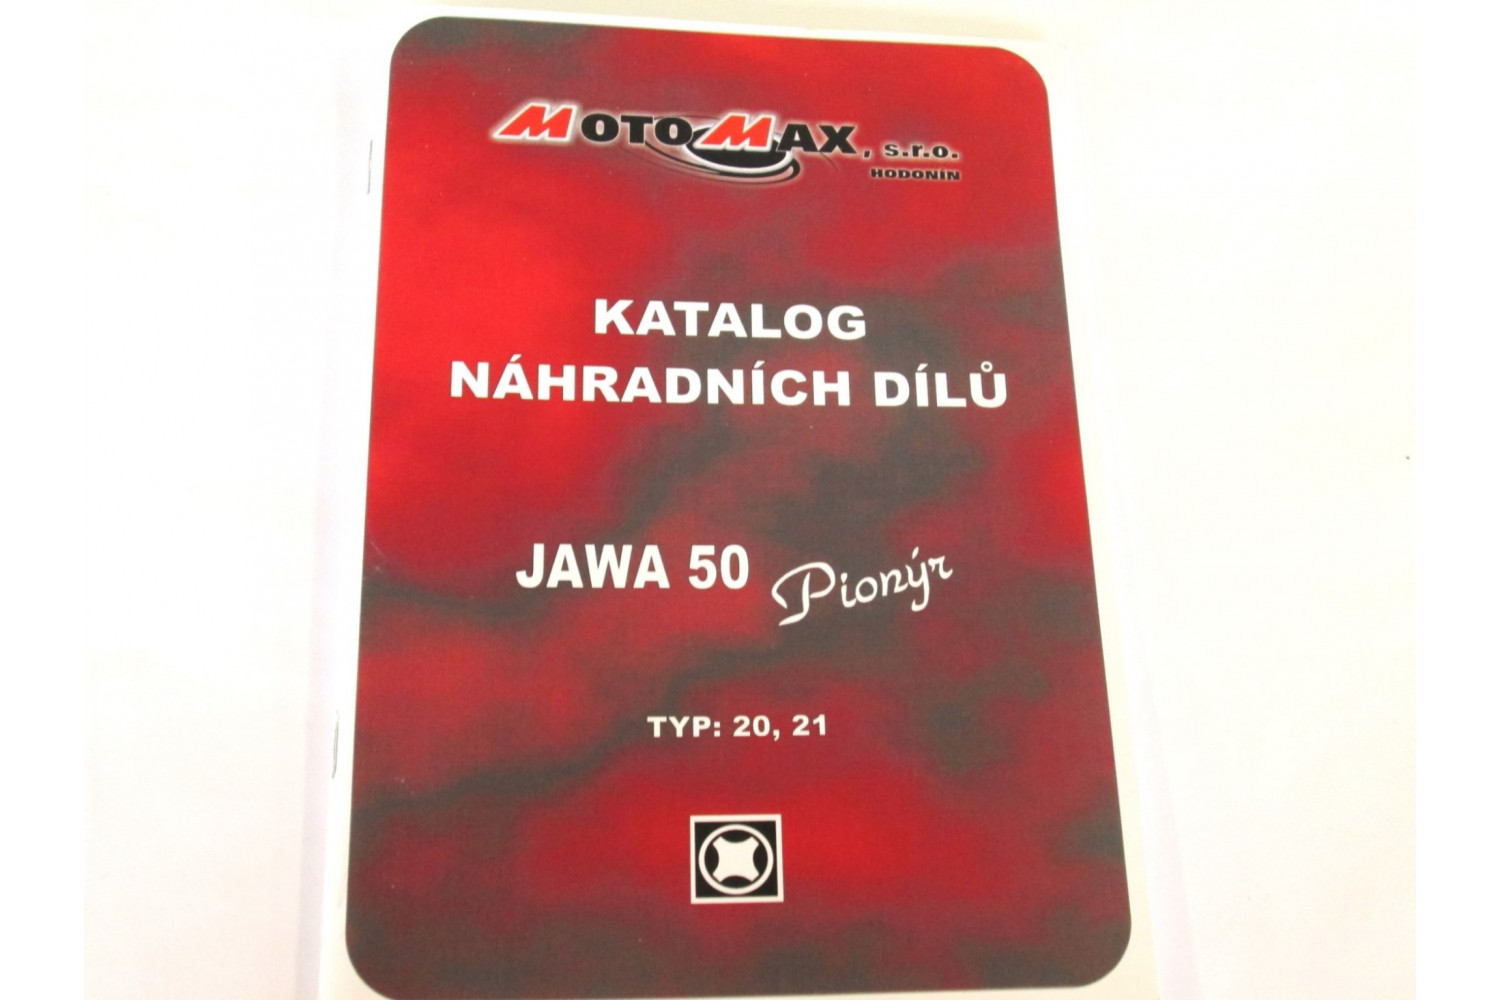 MOTOMAX, s.r.o.
HODONÍN
KATALOG
NÁHRADNÍCH DÍLŮ
JAWA 50 Pionýr
TYP: 20, 21